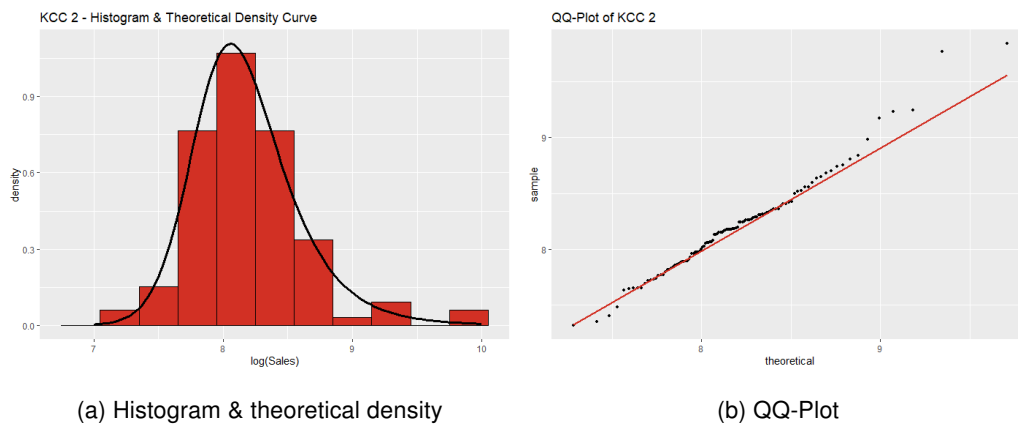 KCC 2 - Histogram & Theoretical Density Curve
0.9
0.6
0.3
0.0
density
7
8
9
10
log(Sales)
(a) Histogram & theoretical density
QQ-Plot of KCC 2
9
8
sample
8
9
theoretical
(b) QQ-Plot